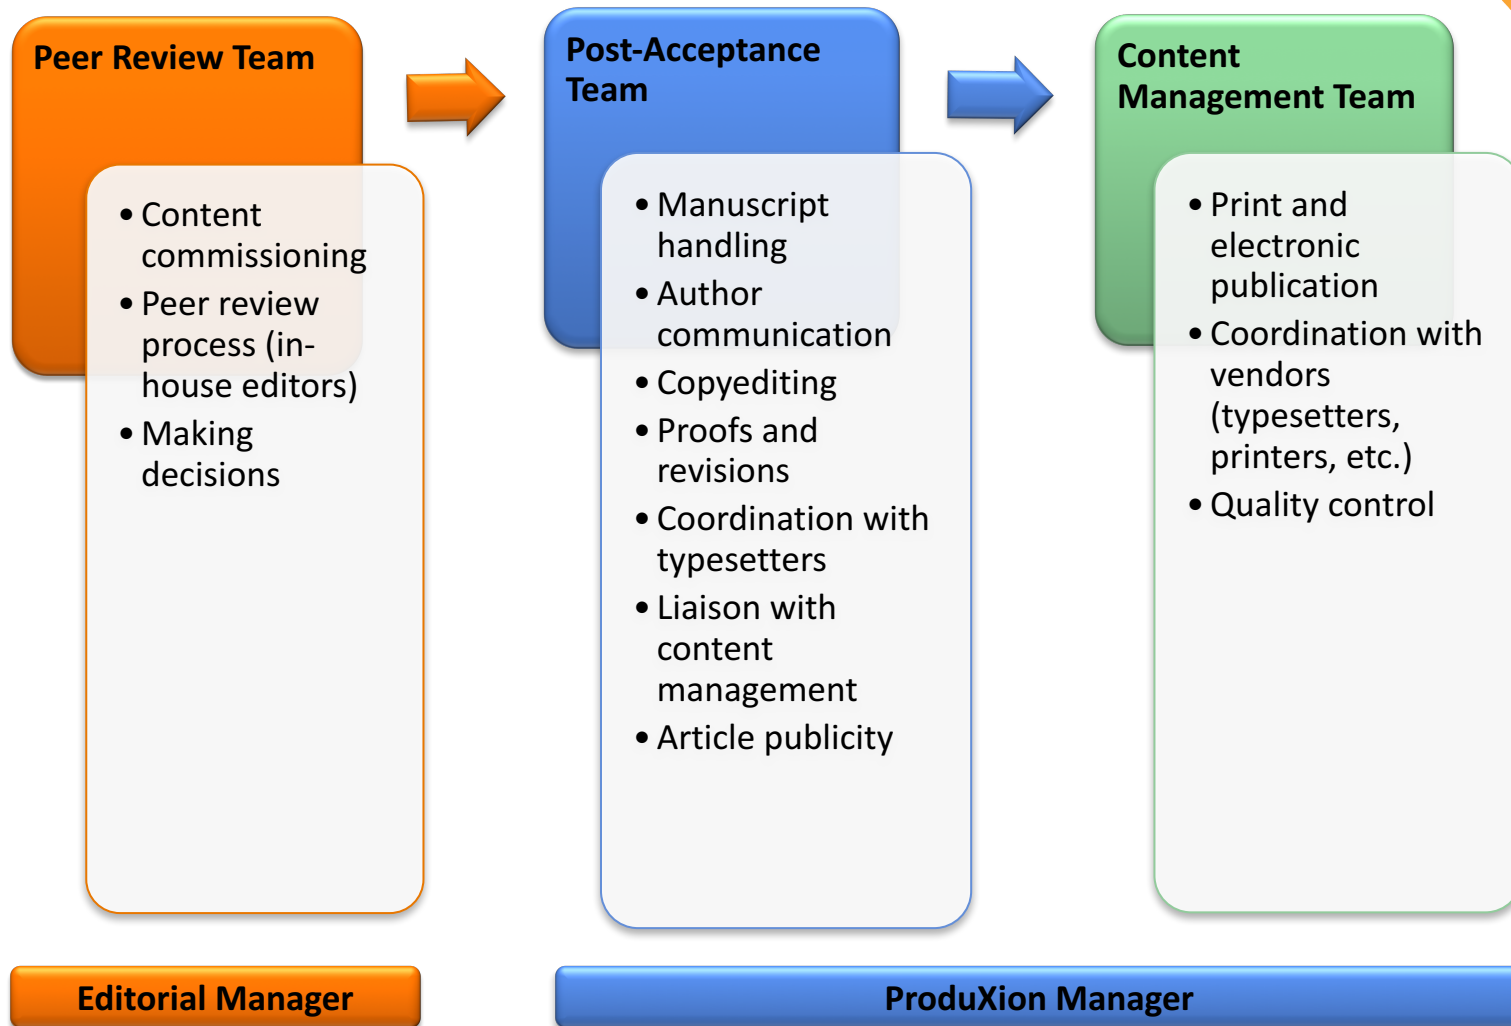 Peer Review Team
• Content
commissioning
• Peer review
process (in-
house editors)
• Making
decisions
Post-Acceptance
Team
• Manuscript
handling
• Author
communication
• Copyediting
• Proofs and
revisions
• Coordination with
typesetters
• Liaison with
content
management
• Article publicity
Content
Management Team
• Print and
electronic
publication
• Coordination with
vendors
(typesetters,
printers, etc.)
• Quality control
Editorial Manager
ProduXion Manager